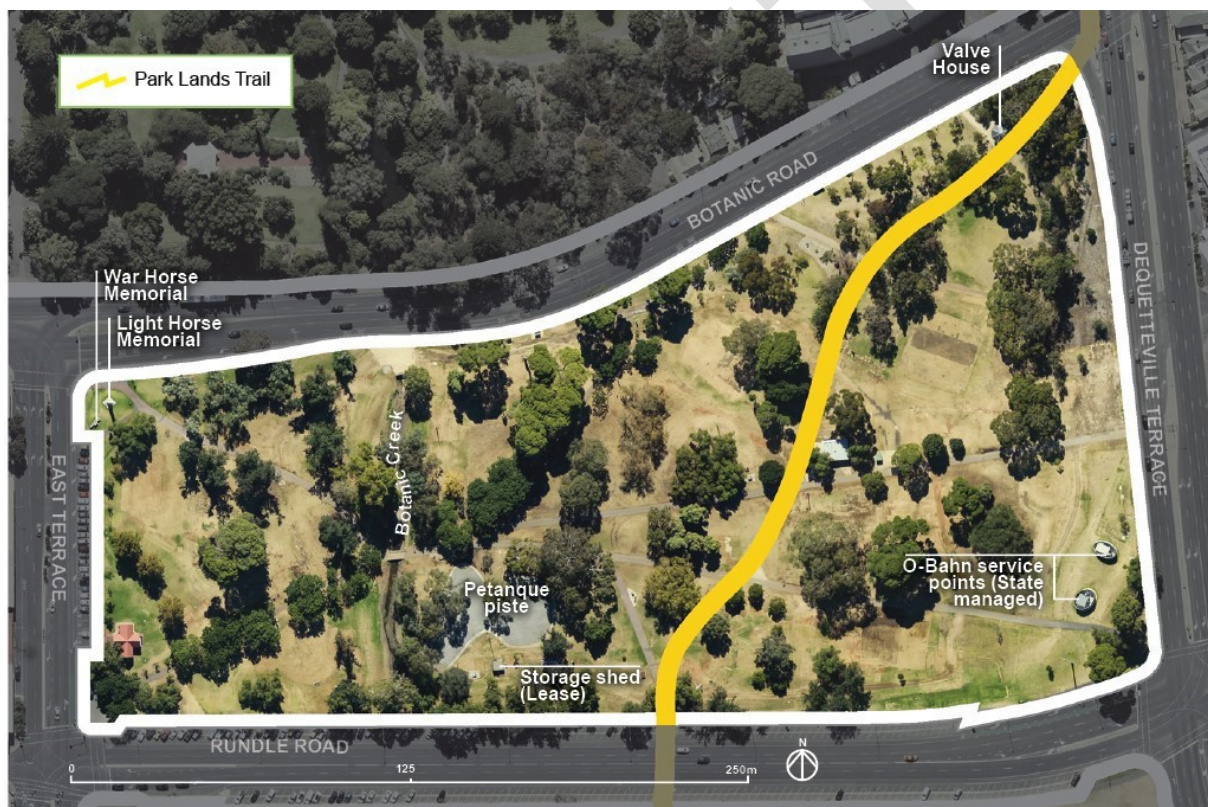 Park Lands Trail
Valve
House
BOTANIC ROAD
War Horse
Memorial
Light Horse
Memorial
DEQUETTEVILLE TERRACE
Botanic Creek
EAST TERRACE
O-Bahn service
points (State
managed)
Petanque
piste
Storage shed
(Lease)
RUNDLE ROAD
N
0
125
250m